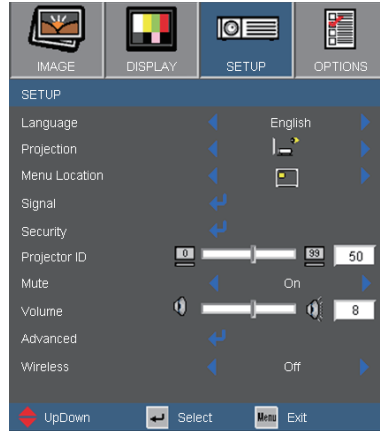 IMAGE DISPLAY SETUP OPTIONS
SETUP
Language English
Projection
Menu Location
Signal
Security
Projector ID 0 99 50
Mute On
Volume 8
Advanced
Wireless Off
UpDown Select Menu Exit